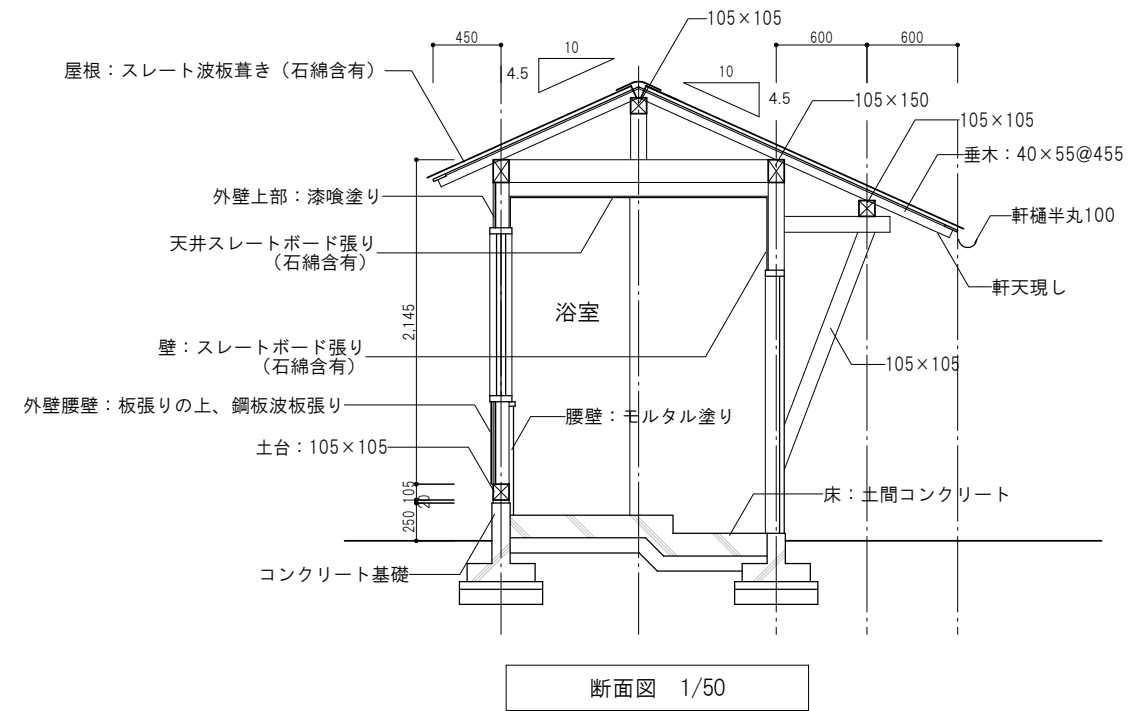 105×105
450
10
600
600
屋根：スレート波板葺き（石綿含有）
4.5
10
4.5
105×150
105×105
垂木：40×55@455
外壁上部：漆喰塗り
軒樋半丸100
天井スレートボード張り
（石綿含有）
軒天現し
2,145
浴室
壁：スレートボード張り
（石綿含有）
105×105
外壁腰壁：板張りの上、鋼板波板張り
腰壁：モルタル塗り
土台：105×105
105
20
250
床：土間コンクリート
コンクリート基礎
断面図　1/50